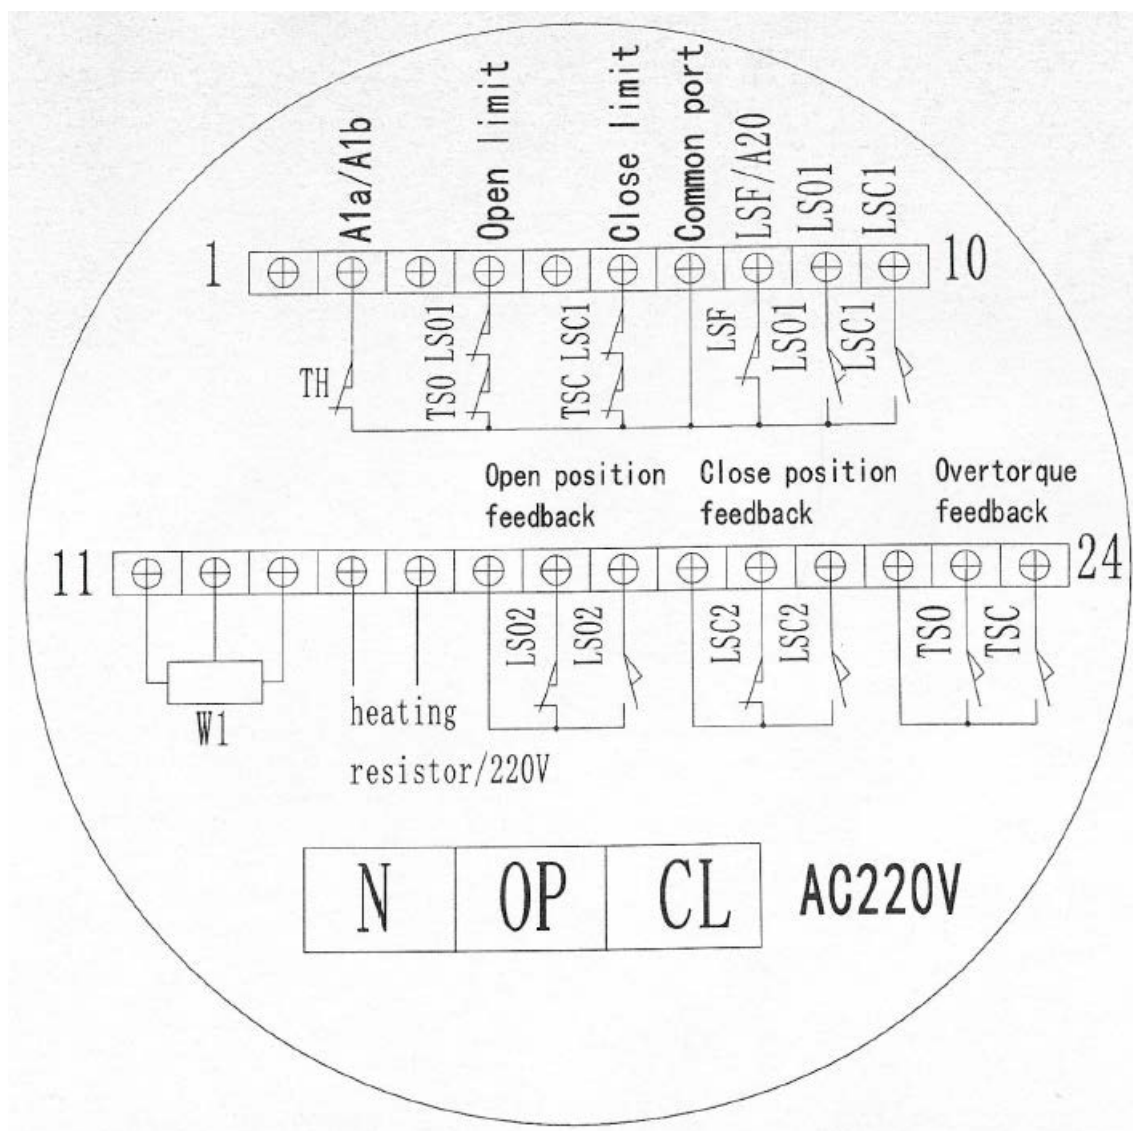 A1a/A1b
Open limit
Close limit
Common port
LSF/A20
LSO1
LSC1
1
10
TH
TSO LSO1
TSC LSC1
LSF
LSO1
LSC1
Open position
feedback
Close position
feedback
Overtorque
feedback
11
24
LSO2
LSO2
LSC2
LSC2
TSO
TSC
W1
heating
resistor/220V
N
OP
CL
AC220V